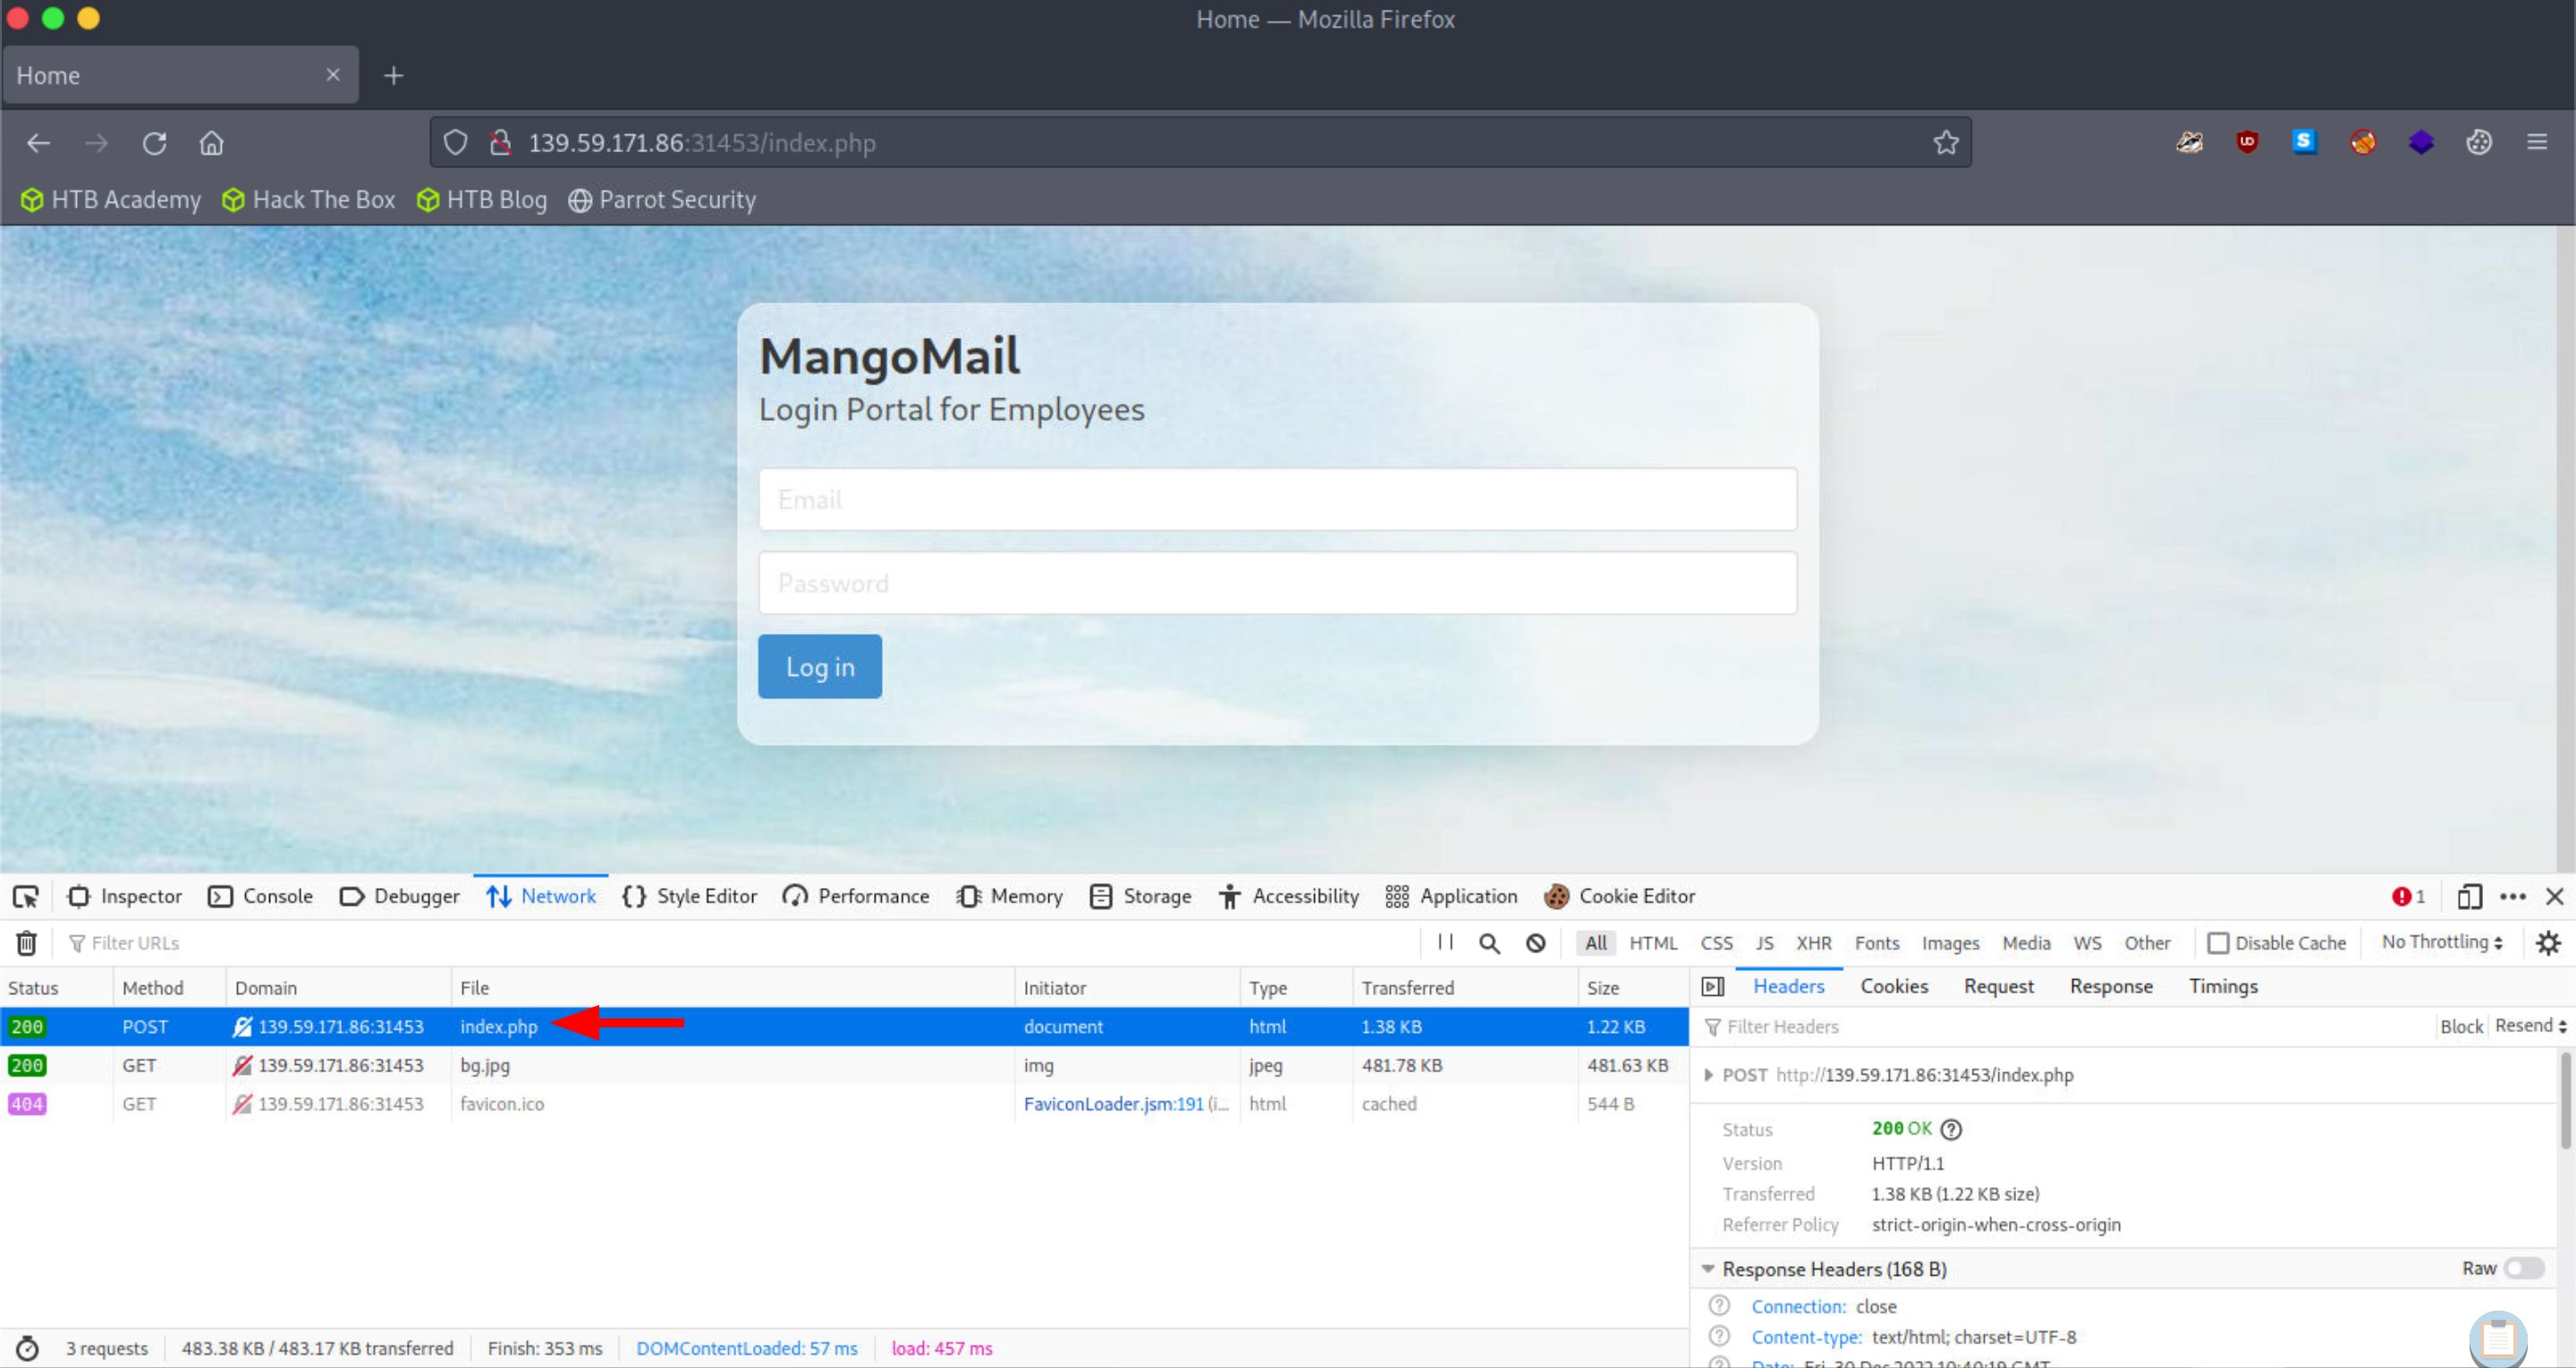 Home — Mozilla Firefox
Home
139.59.171.86:31453/index.php
HTB Academy Hack The Box HTB Blog Parrot Security
MangoMail
Login Portal for Employees
Email
Password
Log in
Inspector Console Debugger Network Style Editor Performance Memory Storage Accessibility Application Cookie Editor 1
Filter URLs All HTML CSS JS XHR Fonts Images Media WS Other Disable Cache No Throttling
Status Method Domain File Initiator Type Transferred Size
200 POST 139.59.171.86:31453 index.php document html 1.38 KB 1.22 KB
200 GET 139.59.171.86:31453 bg.jpg img jpeg 481.78 KB 481.63 KB
404 GET 139.59.171.86:31453 favicon.ico FaviconLoader.jsm:191 (i... html cached 544 B
Headers Cookies Request Response Timings
Filter Headers Block Resend
POST http://139.59.171.86:31453/index.php
Status 200 OK
Version HTTP/1.1
Transferred 1.38 KB (1.22 KB size)
Referrer Policy strict-origin-when-cross-origin
Response Headers (168 B) Raw
Connection: close
Content-type: text/html; charset=UTF-8
3 requests 483.38 KB / 483.17 KB transferred Finish: 353 ms DOMContentLoaded: 57 ms load: 457 ms